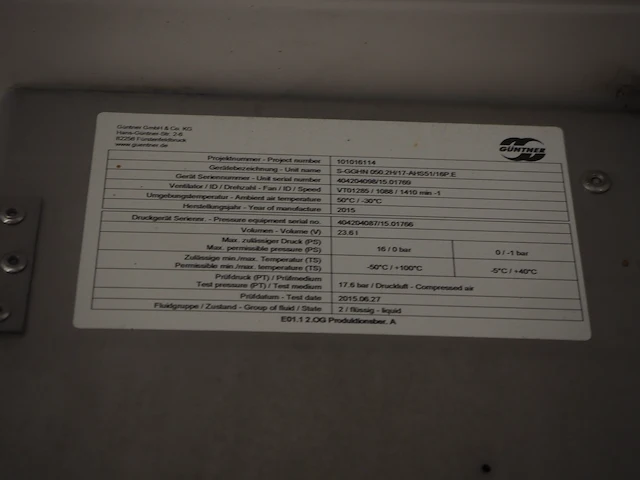 Güntner GmbH & Co. KG
Hans-Güntner-Str. 2-6
82256 Fürstenfeldbruck
www.guentner.de
GÜNTNER
Projektnummer - Project number 101016114
Gerätebezeichnung - Unit name S-GGHN 050.2H/17-AHS51/16P.E
Gerät Seriennummer - Unit serial number 404204098/15.01769
Ventilator / ID / Drehzahl - Fan / ID / Speed VT01285 / 1088 / 1410 min -1
Umgebungstemperatur - Ambient air temperature 50°C / -30°C
Herstellungsjahr - Year of manufacture 2015
Druckgerät Seriennr. - Pressure equipment serial no. 404204087/15.01766
Volumen - Volume (V) 23.6 l
Max. zulässiger Druck (PS)
Max. permissible pressure (PS) 16 / 0 bar 0 / -1 bar
Zulässige min./max. Temperatur (TS)
Permissible min./max. temperature (TS) -50°C / +100°C -5°C / +40°C
Prüfdruck (PT) / Prüfmedium
Test pressure (PT) / Test medium 17.6 bar / Druckluft - Compressed air
Prüfdatum - Test date 2015.06.27
Fluidgruppe / Zustand - Group of fluid / State 2 / flüssig - liquid
E01.1 2.OG Produktionsber. A